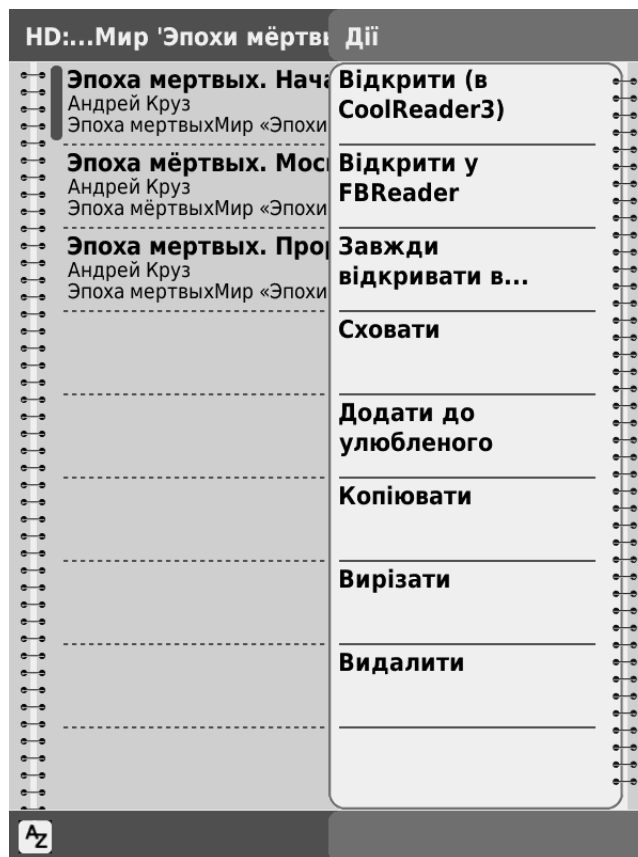 HD:...Мир 'Эпохи мёртвы
Эпоха мертвых. Нача
Андрей Круз
Эпоха мертвыхМир «Эпохи
Эпоха мёртвых. Моск
Андрей Круз
Эпоха мёртвыхМир «Эпохи
Эпоха мертвых. Прор
Андрей Круз
Эпоха мертвыхМир «Эпохи
Дії
Відкрити (в
CoolReader3)
Відкрити у
FBReader
Завжди
відкривати в...
Сховати
Додати до
улюбленого
Копіювати
Вирізати
Видалити
AZ